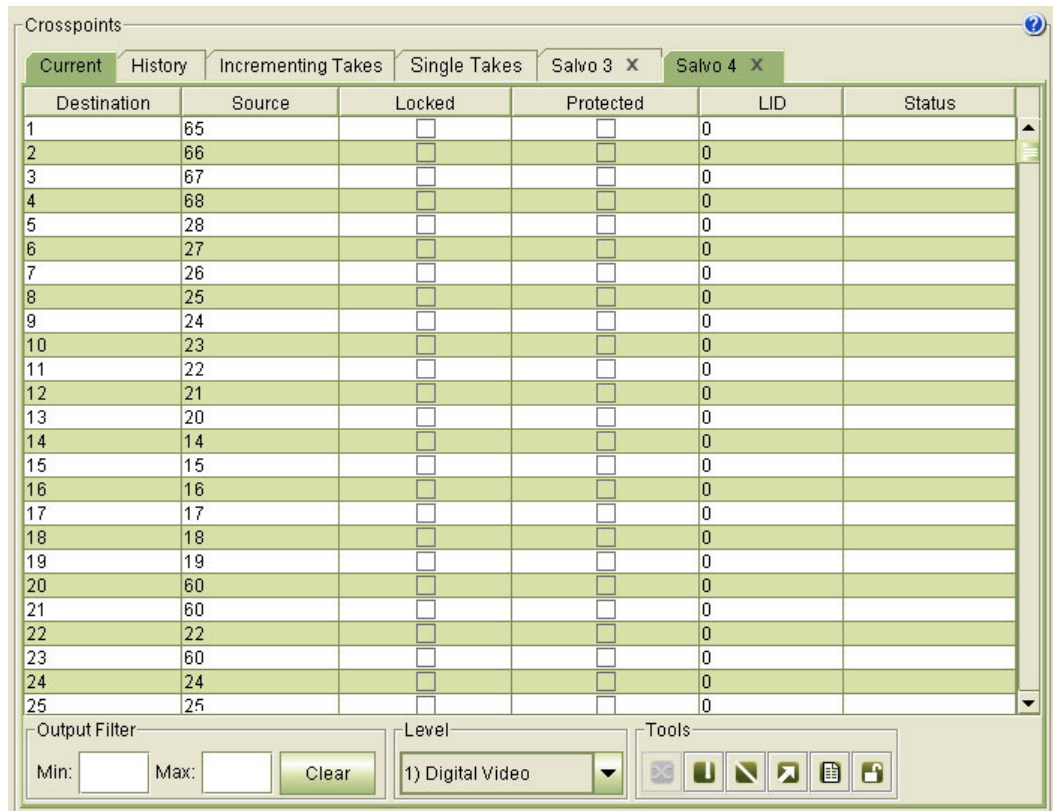 Crosspoints
Current History Incrementing Takes Single Takes Salvo 3 X Salvo 4 X
Destination Source Locked Protected LID Status
1 65 0
2 66 0
3 67 0
4 68 0
5 28 0
6 27 0
7 26 0
8 25 0
9 24 0
10 23 0
11 22 0
12 21 0
13 20 0
14 14 0
15 15 0
16 16 0
17 17 0
18 18 0
19 19 0
20 60 0
21 60 0
22 22 0
23 60 0
24 24 0
25 25 0
Output Filter Level Tools
Min: Max: Clear 1) Digital Video